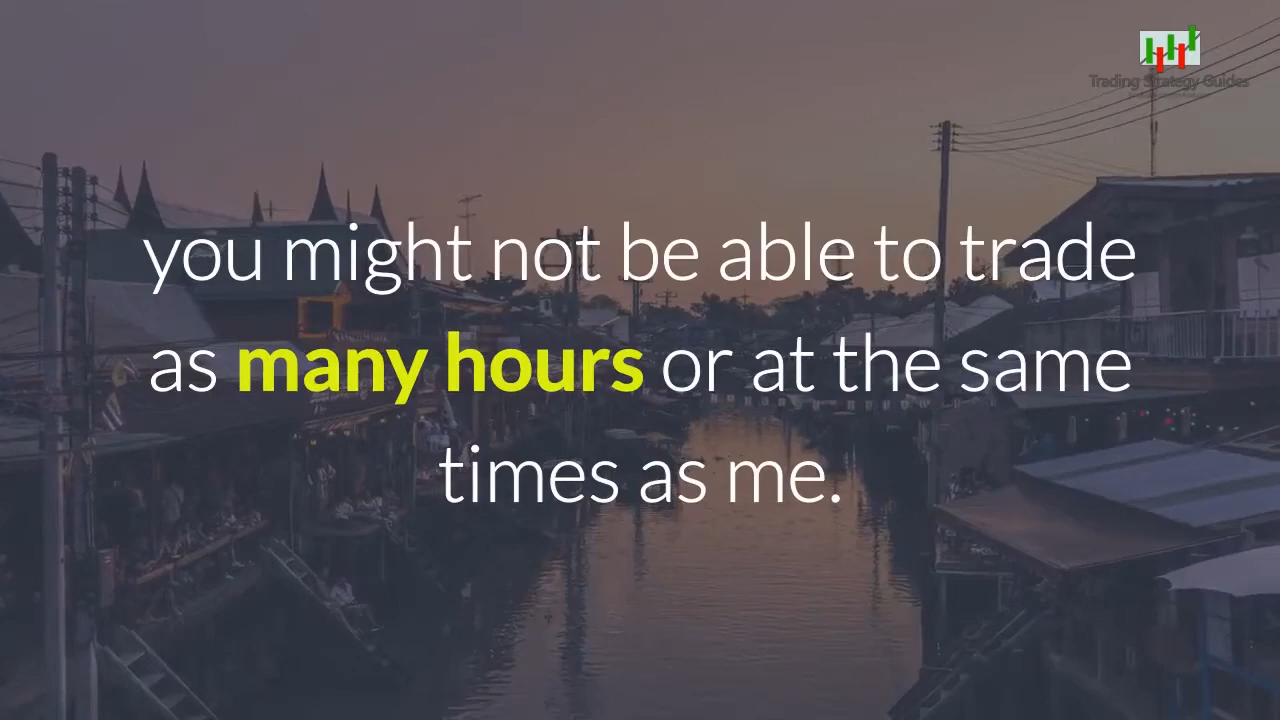 Trading Strategy Guides
you might not be able to trade
as many hours or at the same
times as me.